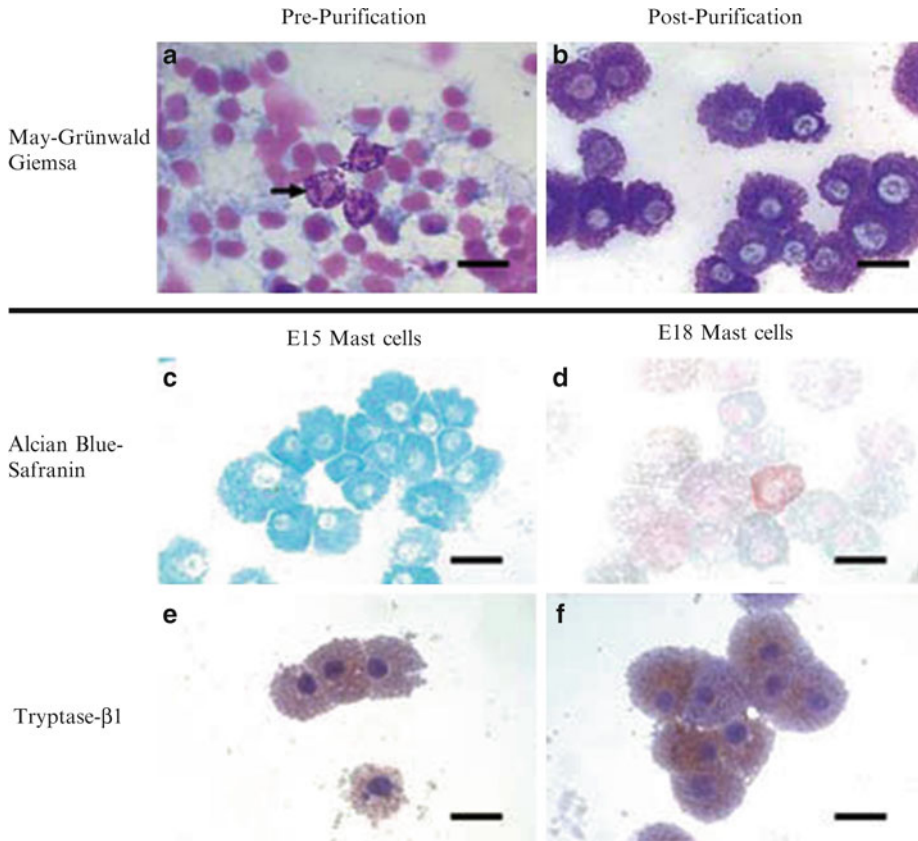 Pre-Purification
Post-Purification
a
b
May-Grünwald
Giemsa
E15 Mast cells
E18 Mast cells
c
d
Alcian Blue-
Safranin
e
f
Tryptase-β1